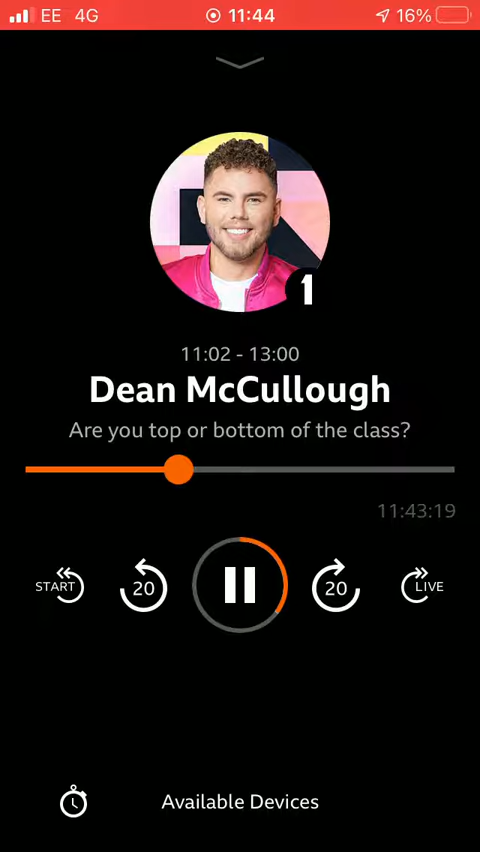 EE 4G 11:44 16%
1
11:02 - 13:00
Dean McCullough
Are you top or bottom of the class?
11:43:19
START 20 20 LIVE
Available Devices